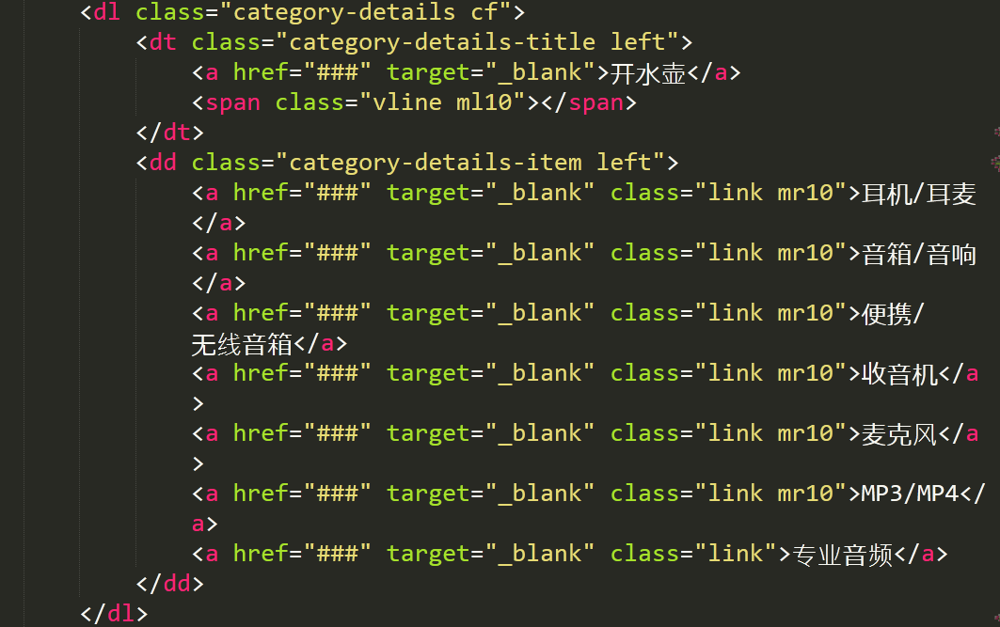 <dl class="category-details cf">
<dt class="category-details-title left">
<a href="###" target="_blank">开水壶</a>
<span class="vline ml10"></span>
</dt>
<dd class="category-details-item left">
<a href="###" target="_blank" class="link mr10">耳机/耳麦
</a>
<a href="###" target="_blank" class="link mr10">音箱/音响
</a>
<a href="###" target="_blank" class="link mr10">便携/
无线音箱</a>
<a href="###" target="_blank" class="link mr10">收音机</a
>
<a href="###" target="_blank" class="link mr10">麦克风</a
>
<a href="###" target="_blank" class="link mr10">MP3/MP4</
a>
<a href="###" target="_blank" class="link">专业音频</a>
</dd>
</dl>